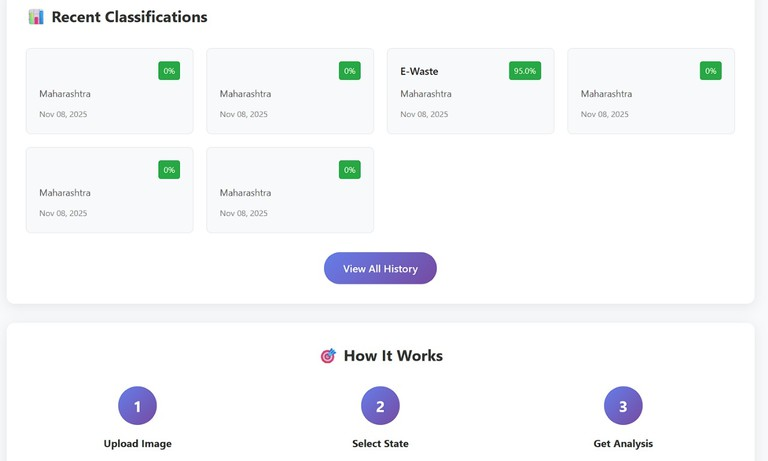 Recent Classifications
0%
Maharashtra
Nov 08, 2025
0%
Maharashtra
Nov 08, 2025
E-Waste 95.0%
Maharashtra
Nov 08, 2025
0%
Maharashtra
Nov 08, 2025
0%
Maharashtra
Nov 08, 2025
0%
Maharashtra
Nov 08, 2025
View All History
How It Works
1
Upload Image
2
Select State
3
Get Analysis